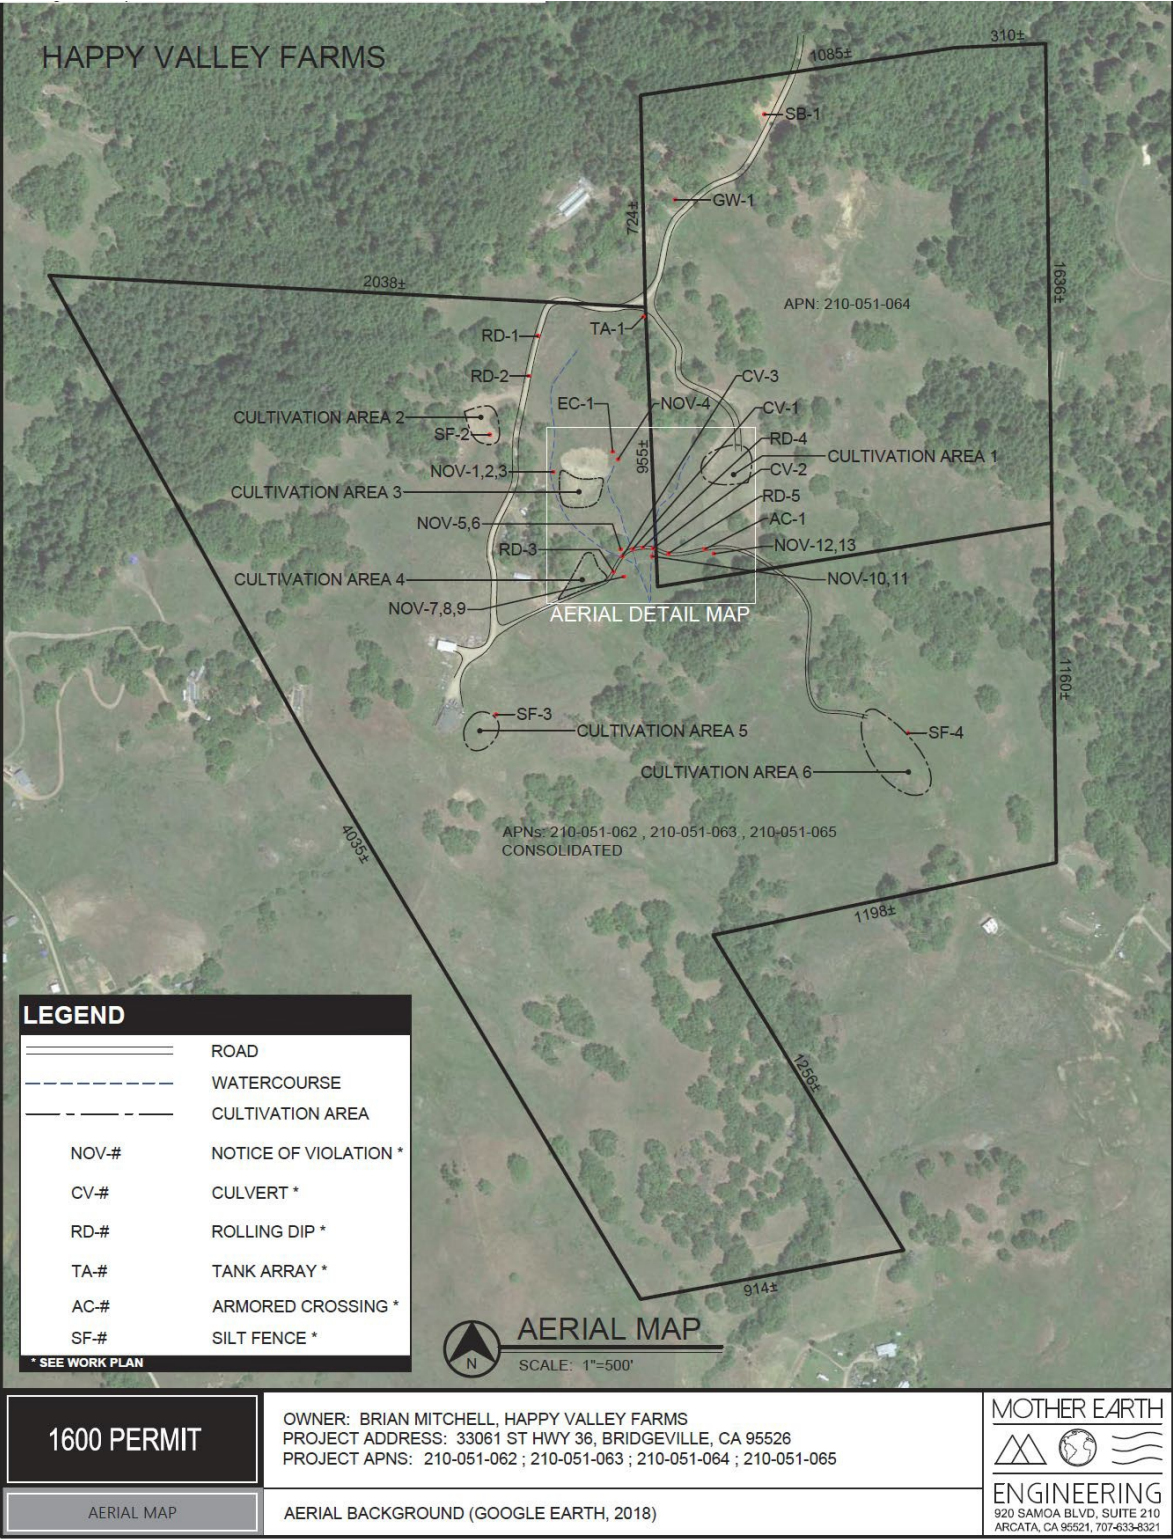 HAPPY VALLEY FARMS
310±
1085±
SB-1
GW-1
724±
2038±
1636±
APN: 210-051-064
TA-1
RD-1
RD-2
CV-3
EC-1
NOV-4
CV-1
CULTIVATION AREA 2
SF-2
RD-4
955±
CULTIVATION AREA 1
NOV-1,2,3
CV-2
CULTIVATION AREA 3
RD-5
AC-1
NOV-5,6
NOV-12,13
RD-3
CULTIVATION AREA 4
NOV-10,11
NOV-7,8,9
AERIAL DETAIL MAP
1160±
SF-3
CULTIVATION AREA 5
SF-4
CULTIVATION AREA 6
4035±
APNs: 210-051-062 , 210-051-063 , 210-051-065
CONSOLIDATED
1198±
1256±
914±
LEGEND
ROAD
WATERCOURSE
CULTIVATION AREA
NOV-# NOTICE OF VIOLATION *
CV-# CULVERT *
RD-# ROLLING DIP *
TA-# TANK ARRAY *
AC-# ARMORED CROSSING *
SF-# SILT FENCE *
* SEE WORK PLAN
N
AERIAL MAP
SCALE: 1"=500'
1600 PERMIT
OWNER: BRIAN MITCHELL, HAPPY VALLEY FARMS
PROJECT ADDRESS: 33061 ST HWY 36, BRIDGEVILLE, CA 95526
PROJECT APNS: 210-051-062 ; 210-051-063 ; 210-051-064 ; 210-051-065
AERIAL MAP
AERIAL BACKGROUND (GOOGLE EARTH, 2018)
MOTHER EARTH
ENGINEERING
920 SAMOA BLVD, SUITE 210
ARCATA, CA 95521, 707-633-8321